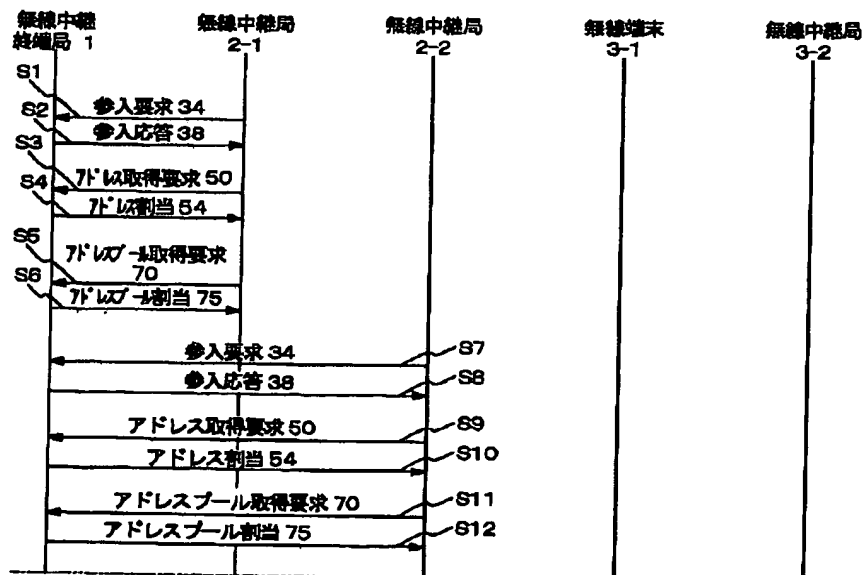 無線中継
終端局 1
無線中継局
2-1
無線中継局
2-2
無線端末
3-1
無線中継局
3-2
S1
参入要求 34
S2
参入応答 38
S3
アドレス取得要求 50
S4
アドレス割当 54
S5
アドレスプール取得要求
70
S6
アドレスプール割当 75
参入要求 34
S7
参入応答 38
S8
アドレス取得要求 50
S9
アドレス割当 54
S10
アドレスプール取得要求 70
S11
アドレスプール割当 75
S12